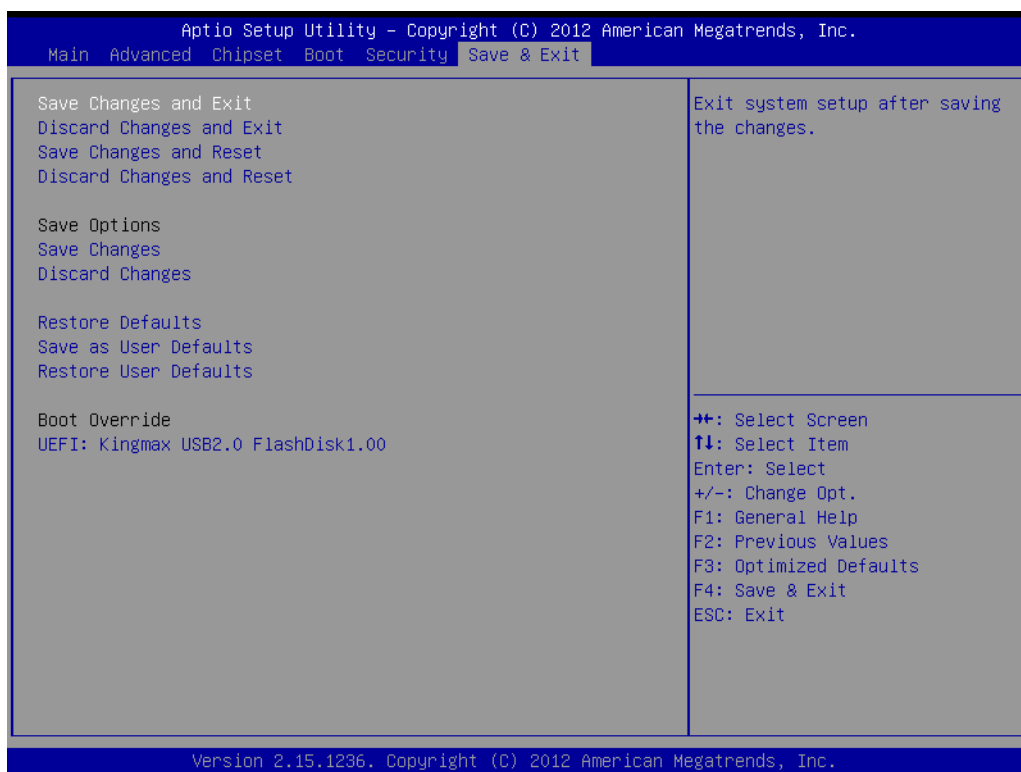 Aptio Setup Utility – Copyright (C) 2012 American Megatrends, Inc.
Main Advanced Chipset Boot Security Save & Exit
Save Changes and Exit
Discard Changes and Exit
Save Changes and Reset
Discard Changes and Reset
Save Options
Save Changes
Discard Changes
Restore Defaults
Save as User Defaults
Restore User Defaults
Boot Override
UEFI: Kingmax USB2.0 FlashDisk1.00
Exit system setup after saving
the changes.
→←: Select Screen
↑↓: Select Item
Enter: Select
+/-: Change Opt.
F1: General Help
F2: Previous Values
F3: Optimized Defaults
F4: Save & Exit
ESC: Exit
Version 2.15.1236. Copyright (C) 2012 American Megatrends, Inc.